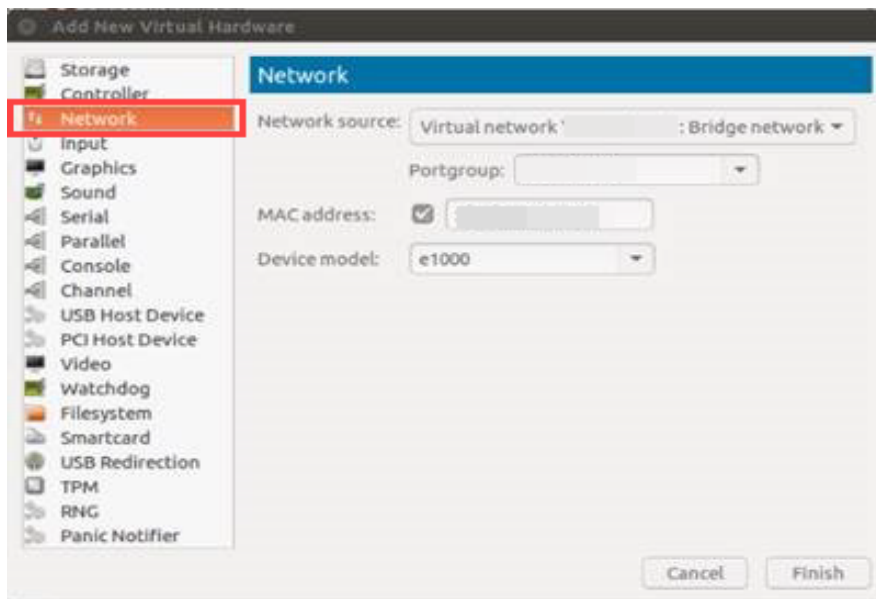 Add New Virtual Hardware
Storage
Controller
Network
Input
Graphics
Sound
Serial
Parallel
Console
Channel
USB Host Device
PCI Host Device
Video
Watchdog
Filesystem
Smartcard
USB Redirection
TPM
RNG
Panic Notifier
Network
Network source: Virtual network ' : Bridge network
Portgroup:
MAC address:
Device model: e1000
Cancel Finish